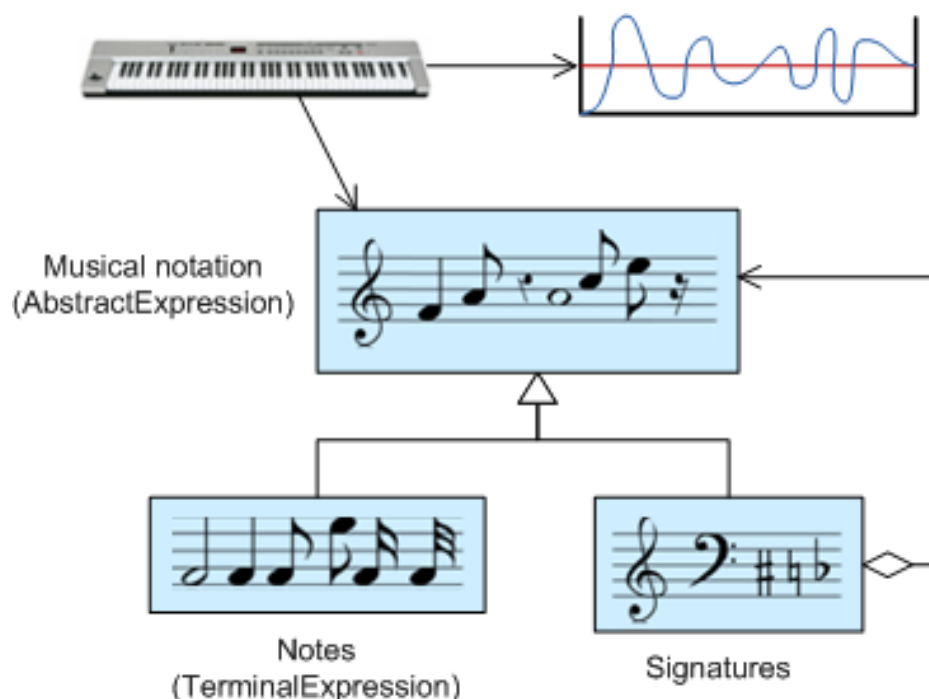 Musical notation
(AbstractExpression)
Notes
(TerminalExpression)
Signatures